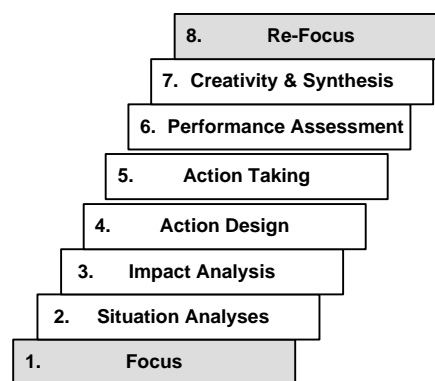 8. Re-Focus
7. Creativity & Synthesis
6. Performance Assessment
5. Action Taking
4. Action Design
3. Impact Analysis
2. Situation Analyses
1. Focus